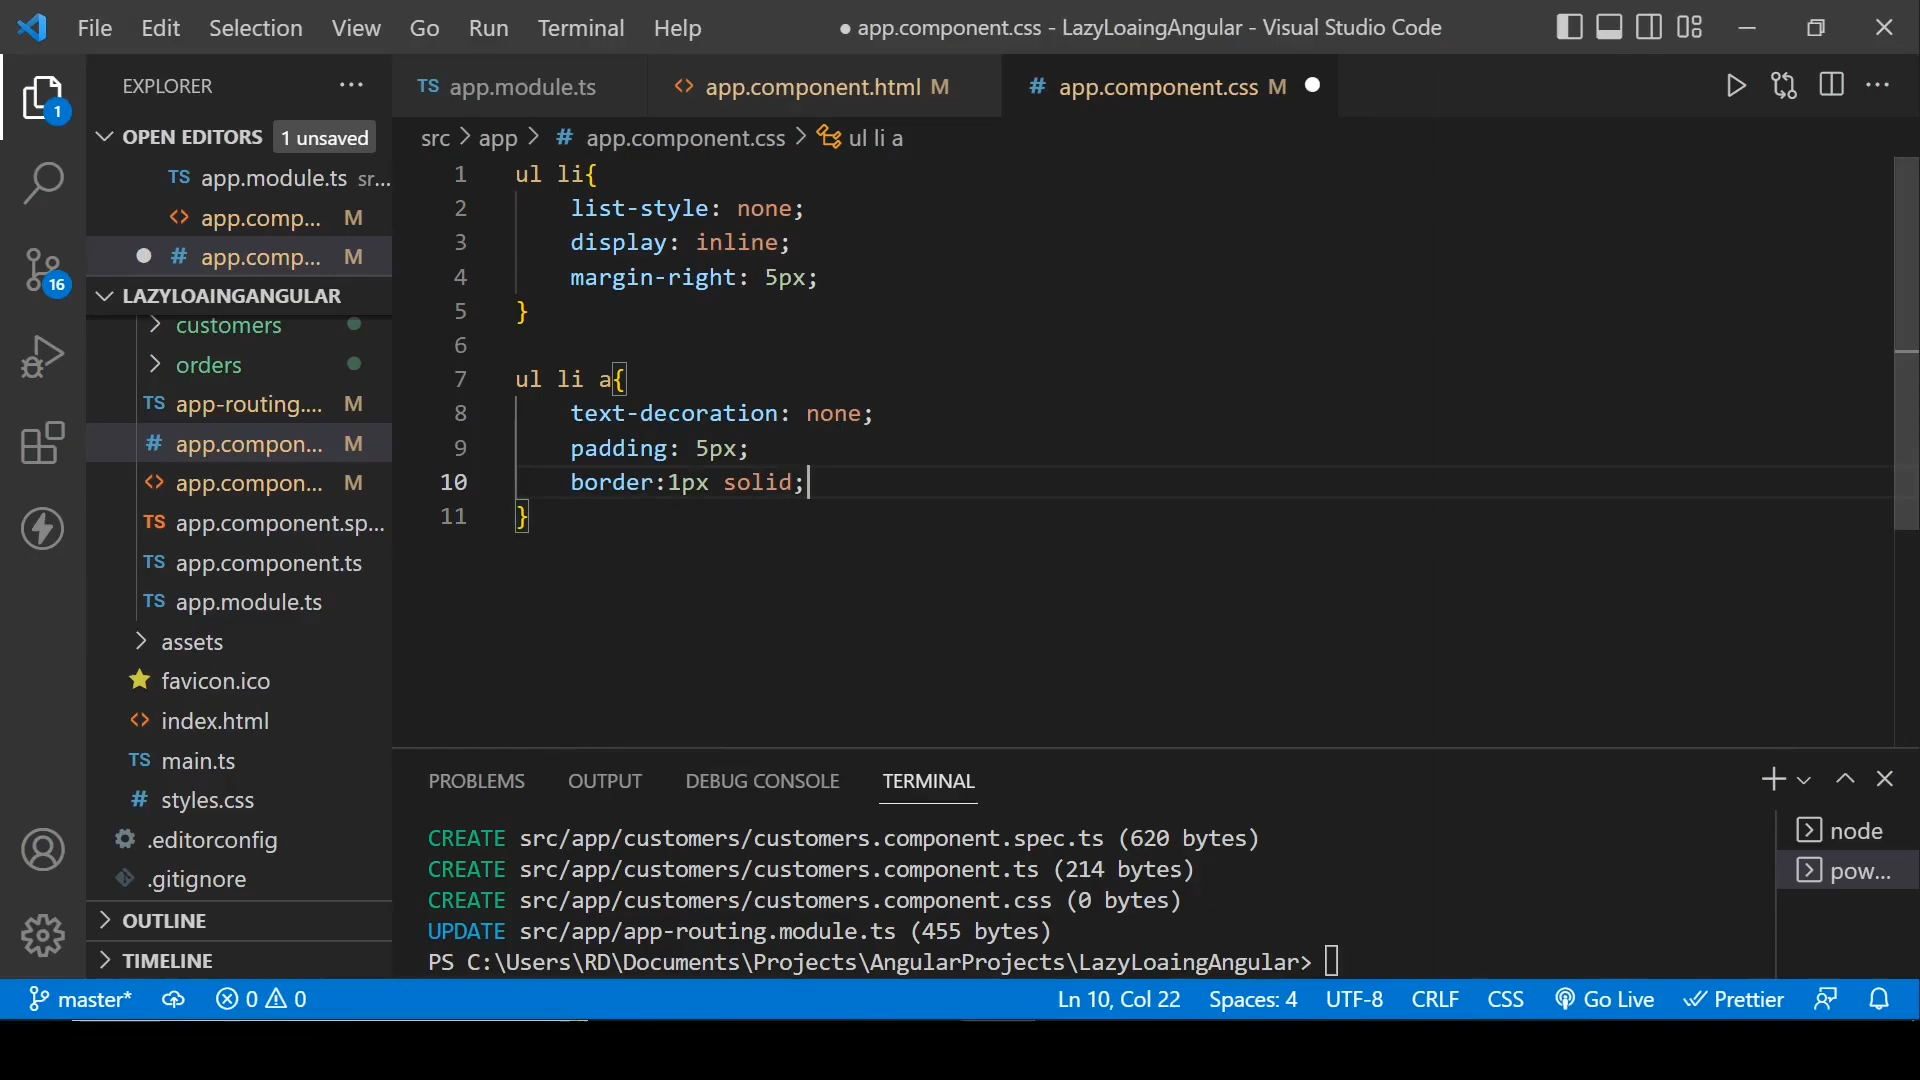 File Edit Selection View Go Run Terminal Help
● app.component.css - LazyLoaingAngular - Visual Studio Code
EXPLORER ...
1
OPEN EDITORS 1 unsaved
TS app.module.ts sr...
<> app.comp... M
# app.comp... M
16
LAZYLOAINGANGULAR
customers
orders
TS app-routing.... M
# app.compon... M
<> app.compon... M
TS app.component.sp...
TS app.component.ts
TS app.module.ts
assets
favicon.ico
<> index.html
TS main.ts
# styles.css
.editorconfig
.gitignore
OUTLINE
TIMELINE
TS app.module.ts
<> app.component.html M
# app.component.css M
src > app > # app.component.css > ul li a
1 ul li{
2 list-style: none;
3 display: inline;
4 margin-right: 5px;
5 }
6
7 ul li a{
8 text-decoration: none;
9 padding: 5px;
10 border:1px solid;
11 }
PROBLEMS OUTPUT DEBUG CONSOLE TERMINAL
CREATE src/app/customers/customers.component.spec.ts (620 bytes)
CREATE src/app/customers/customers.component.ts (214 bytes)
CREATE src/app/customers/customers.component.css (0 bytes)
UPDATE src/app/app-routing.module.ts (455 bytes)
PS C:\Users\RD\Documents\Projects\AngularProjects\LazyLoaingAngular>
node
pow...
master* 0 0 Ln 10, Col 22 Spaces: 4 UTF-8 CRLF CSS Go Live Prettier